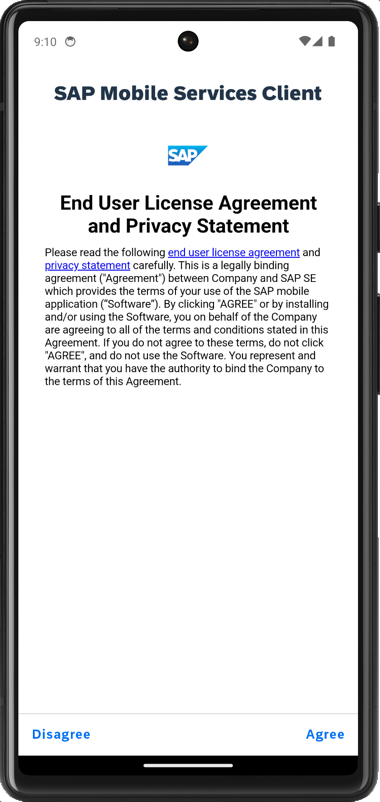 9:10
SAP Mobile Services Client
SAP
End User License Agreement
and Privacy Statement
Please read the following end user license agreement and
privacy statement carefully. This is a legally binding
agreement ("Agreement") between Company and SAP SE
which provides the terms of your use of the SAP mobile
application ("Software"). By clicking "AGREE" or by installing
and/or using the Software, you on behalf of the Company
are agreeing to all of the terms and conditions stated in this
Agreement. If you do not agree to these terms, do not click
"AGREE", and do not use the Software. You represent and
warrant that you have the authority to bind the Company to
the terms of this Agreement.
Disagree Agree